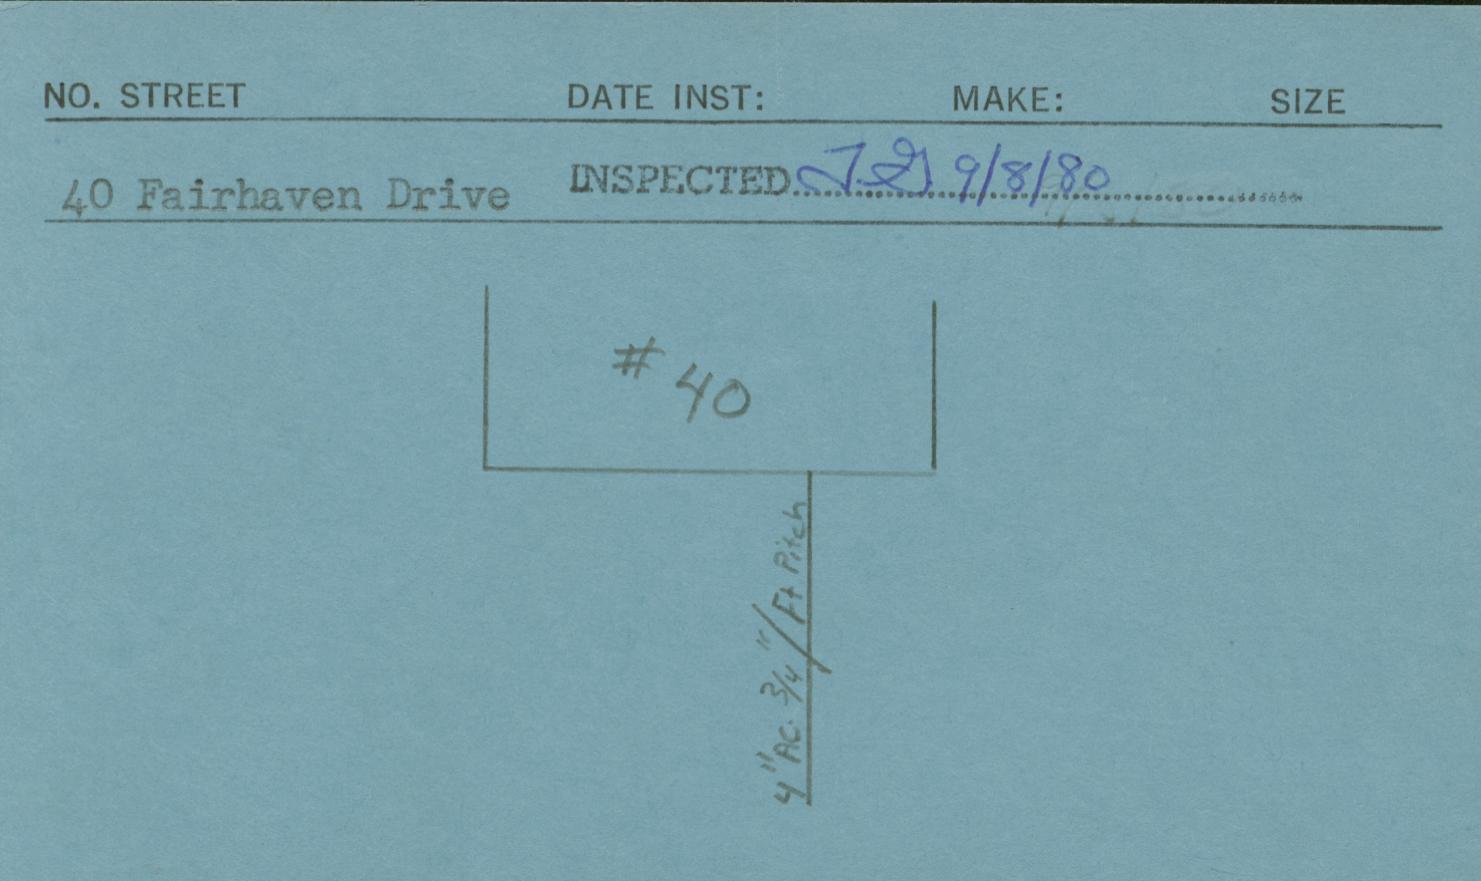 NO. STREET DATE INST: MAKE: SIZE
40 Fairhaven Drive INSPECTED 9/8/80
# 40
4" AC. 3/4"/Ft Pitch